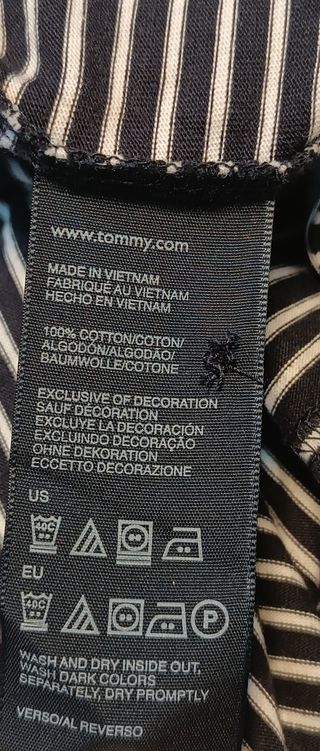 www.tommy.com
MADE IN VIETNAM
FABRIQUÉ AU VIETNAM
HECHO EN VIETNAM
100% COTTON/COTON/
ALGODÓN/ALGODÃO/
BAUMWOLLE/COTONE
EXCLUSIVE OF DECORATION
SAUF DÉCORATION
EXCLUYE LA DECORACIÓN
EXCLUINDO DECORAÇÃO
OHNE DEKORATION
ECCETTO DECORAZIONE
US
40C
EU
40C P
WASH AND DRY INSIDE OUT,
WASH DARK COLORS
SEPARATELY, DRY PROMPTLY
VERSO/AL REVERSO